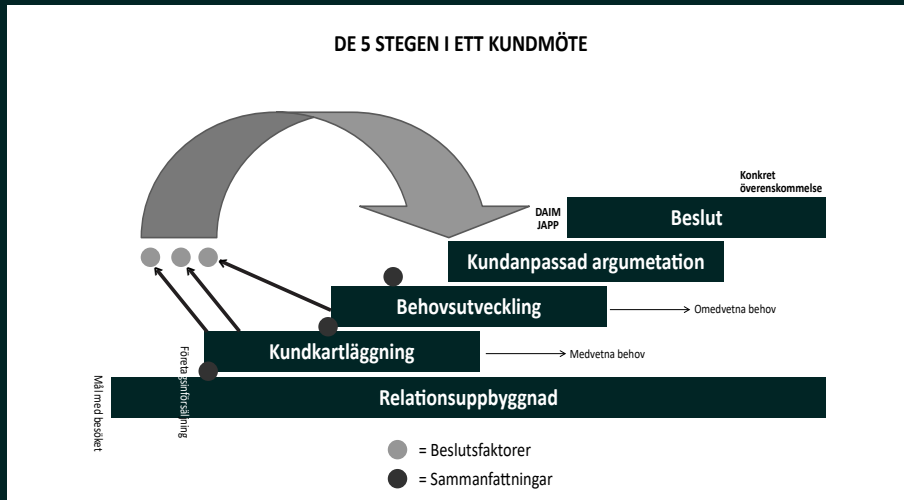 DE 5 STEGEN I ETT KUNDMÖTE
Konkret
överenskommelse
DAIM
JAPP
Beslut
Kundanpassad argumetation
Behovsutveckling
Omedvetna behov
Kundkartläggning
Medvetna behov
Företagsinförsälning
Mål med besöket
Relationsuppbyggnad
= Beslutsfaktorer
= Sammanfattningar